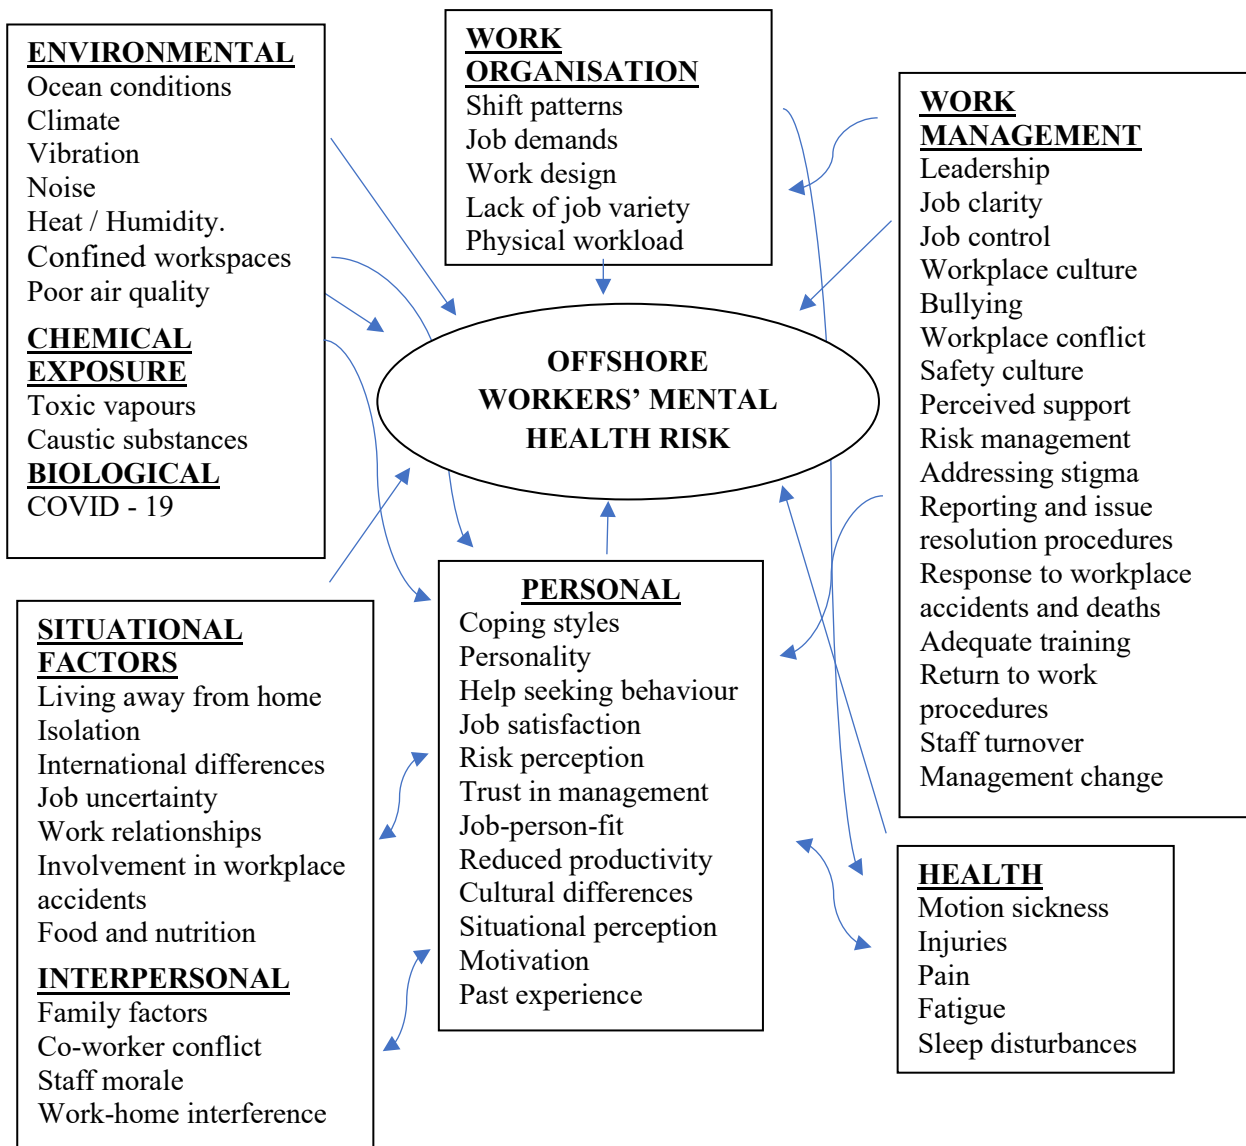 ENVIRONMENTAL
Ocean conditions
Climate
Vibration
Noise
Heat / Humidity.
Confined workspaces
Poor air quality
CHEMICAL
EXPOSURE
Toxic vapours
Caustic substances
BIOLOGICAL
COVID - 19
WORK
ORGANISATION
Shift patterns
Job demands
Work design
Lack of job variety
Physical workload
WORK
MANAGEMENT
Leadership
Job clarity
Job control
Workplace culture
Bullying
Workplace conflict
Safety culture
Perceived support
Risk management
Addressing stigma
Reporting and issue
resolution procedures
Response to workplace
accidents and deaths
Adequate training
Return to work
procedures
Staff turnover
Management change
OFFSHORE
WORKERS’ MENTAL
HEALTH RISK
SITUATIONAL
FACTORS
Living away from home
Isolation
International differences
Job uncertainty
Work relationships
Involvement in workplace
accidents
Food and nutrition
INTERPERSONAL
Family factors
Co-worker conflict
Staff morale
Work-home interference
PERSONAL
Coping styles
Personality
Help seeking behaviour
Job satisfaction
Risk perception
Trust in management
Job-person-fit
Reduced productivity
Cultural differences
Situational perception
Motivation
Past experience
HEALTH
Motion sickness
Injuries
Pain
Fatigue
Sleep disturbances